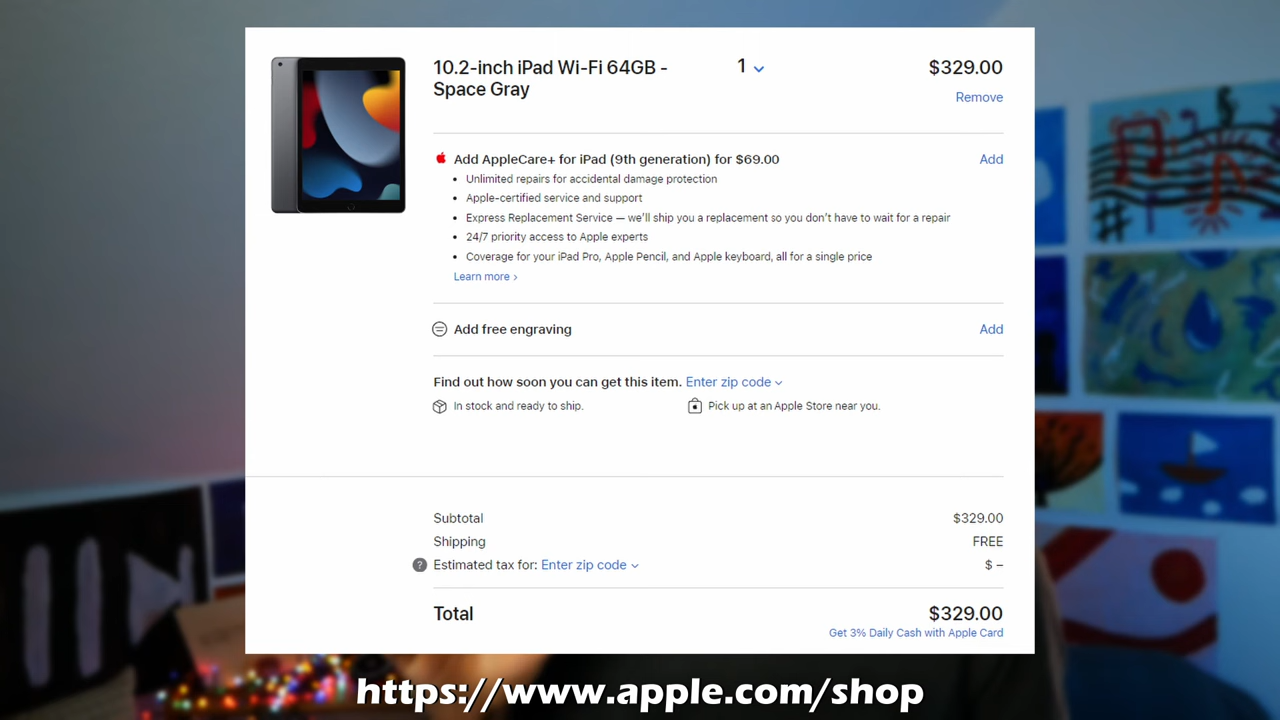 10.2-inch iPad Wi-Fi 64GB - 1 $329.00
Space Gray
Remove
Add AppleCare+ for iPad (9th generation) for $69.00 Add
• Unlimited repairs for accidental damage protection
• Apple-certified service and support
• Express Replacement Service — we’ll ship you a replacement so you don’t have to wait for a repair
• 24/7 priority access to Apple experts
• Coverage for your iPad Pro, Apple Pencil, and Apple keyboard, all for a single price
Learn more ›
Add free engraving Add
Find out how soon you can get this item. Enter zip code
In stock and ready to ship. Pick up at an Apple Store near you.
Subtotal $329.00
Shipping FREE
? Estimated tax for: Enter zip code $ –
Total $329.00
Get 3% Daily Cash with Apple Card
https://www.apple.com/shop